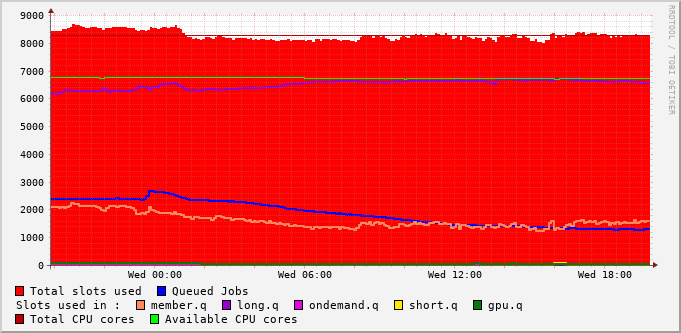 9000
8000
7000
6000
5000
4000
3000
2000
1000
0
Wed 00:00 Wed 06:00 Wed 12:00 Wed 18:00
Total slots used Queued Jobs
Slots used in : member.q long.q ondemand.q short.q gpu.q
Total CPU cores Available CPU cores
RRDTOOL / TOBI OETIKER